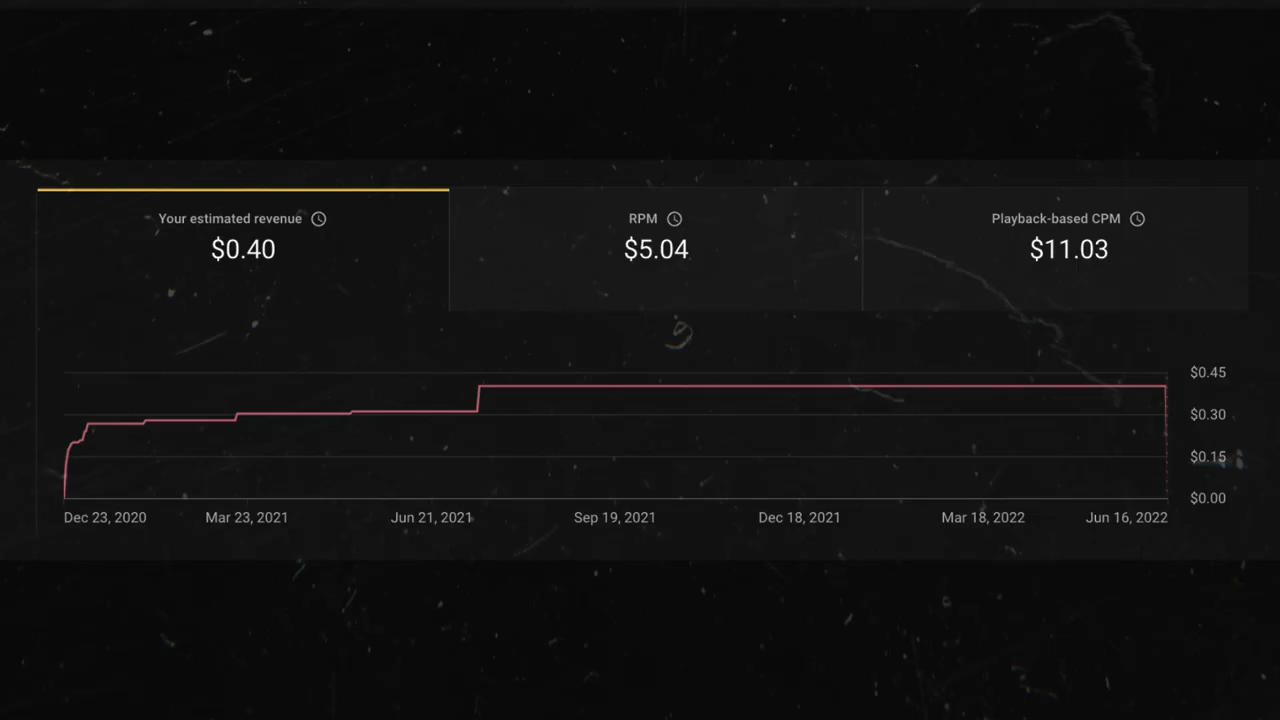 Your estimated revenue
$0.40
RPM
$5.04
Playback-based CPM
$11.03
$0.45
$0.30
$0.15
$0.00
Dec 23, 2020 Mar 23, 2021 Jun 21, 2021 Sep 19, 2021 Dec 18, 2021 Mar 18, 2022 Jun 16, 2022